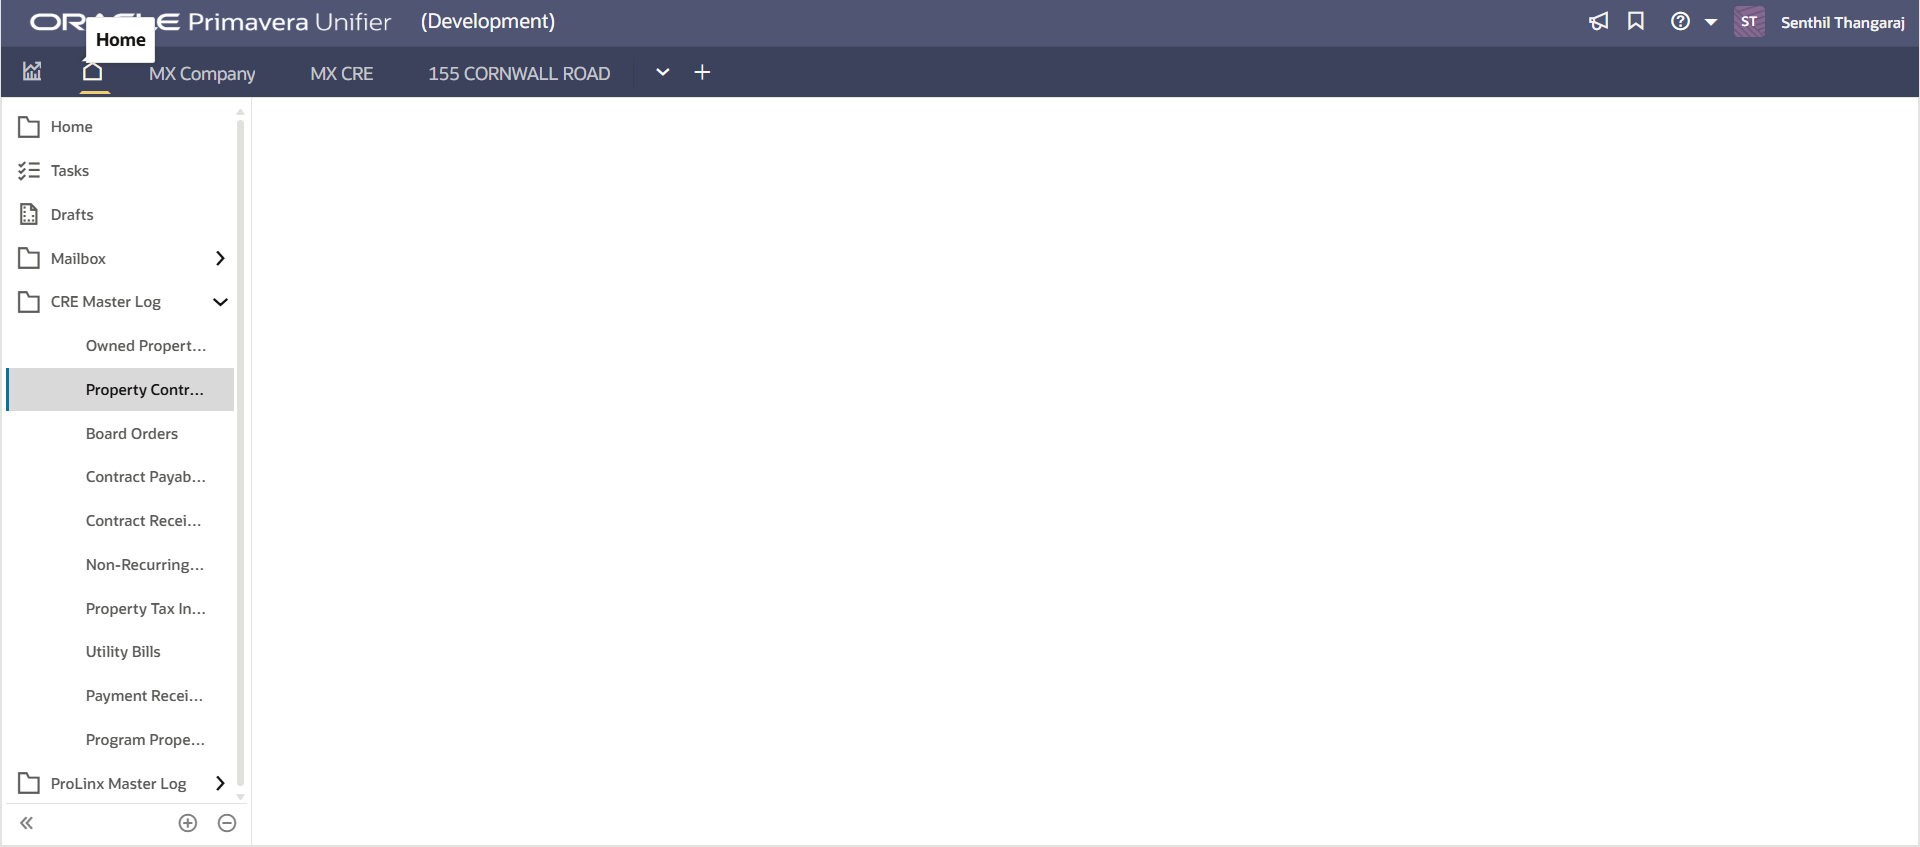 Primavera Unifier (Development)
Home
ST
Senthil Thangaraj
MX Company
MX CRE
155 CORNWALL ROAD
Home
Tasks
Drafts
Mailbox
CRE Master Log
Owned Propert...
Property Contr...
Board Orders
Contract Payab...
Contract Recei...
Non-Recurring...
Property Tax In...
Utility Bills
Payment Recei...
Program Prope...
ProLinx Master Log